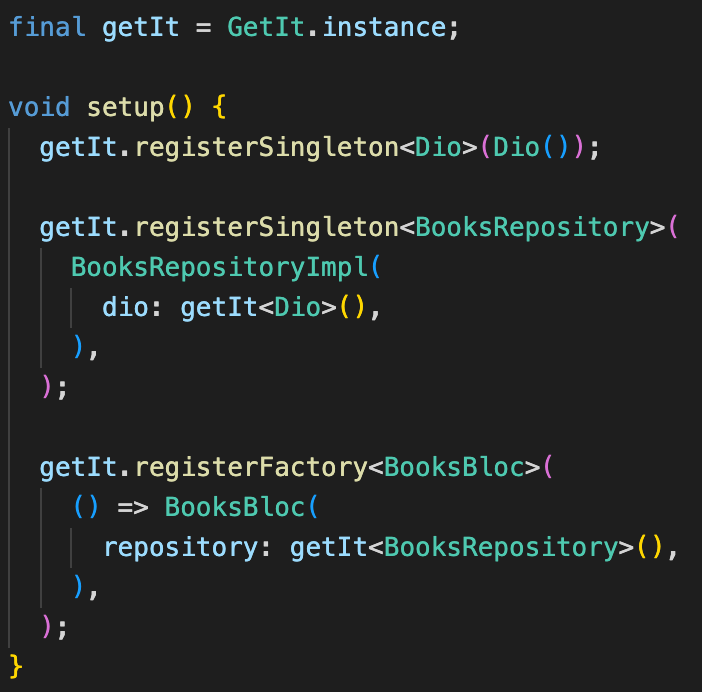 final getIt = GetIt.instance;

void setup() {
  getIt.registerSingleton<Dio>(Dio());

  getIt.registerSingleton<BooksRepository>(
    BooksRepositoryImpl(
      dio: getIt<Dio>(),
    ),
  );

  getIt.registerFactory<BooksBloc>(
    () => BooksBloc(
      repository: getIt<BooksRepository>(),
    ),
  );
}